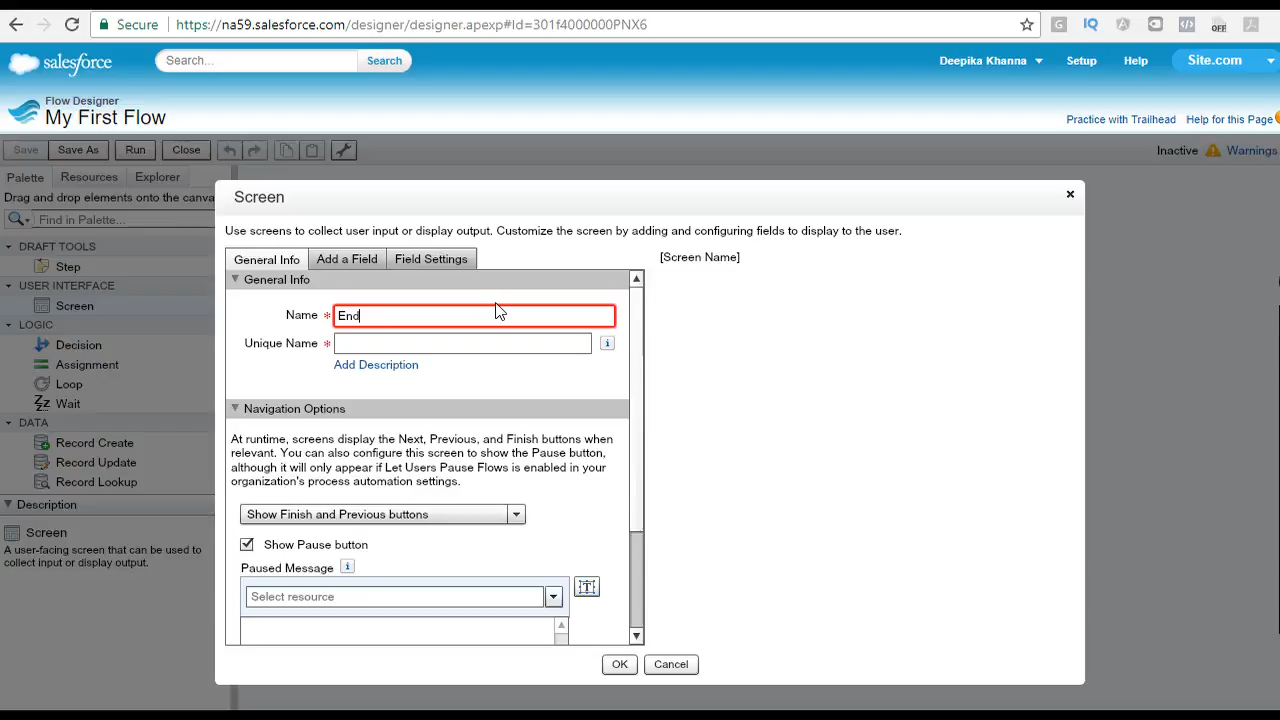 Secure
https://na59.salesforce.com/designer/designer.apexp#Id=301f4000000PNX6
G
IQ
OFF
salesforce
Search...
Search
Deepika Khanna
Setup
Help
Site.com
Flow Designer
My First Flow
Practice with Trailhead
Help for this Page
Save
Save As
Run
Close
Inactive
Warnings
Palette
Resources
Explorer
Drag and drop elements onto the canva
Find in Palette...
DRAFT TOOLS
Step
USER INTERFACE
Screen
LOGIC
Decision
Assignment
Loop
Zzz Wait
DATA
Record Create
Record Update
Record Lookup
Description
Screen
A user-facing screen that can be used to
collect input or display output.
Screen
×
Use screens to collect user input or display output. Customize the screen by adding and configuring fields to display to the user.
General Info
Add a Field
Field Settings
[Screen Name]
General Info
Name * End
Unique Name *
i
Add Description
Navigation Options
At runtime, screens display the Next, Previous, and Finish buttons when
relevant. You can also configure this screen to show the Pause button,
although it will only appear if Let Users Pause Flows is enabled in your
organization's process automation settings.
Show Finish and Previous buttons
Show Pause button
Paused Message i
Select resource
T
OK
Cancel